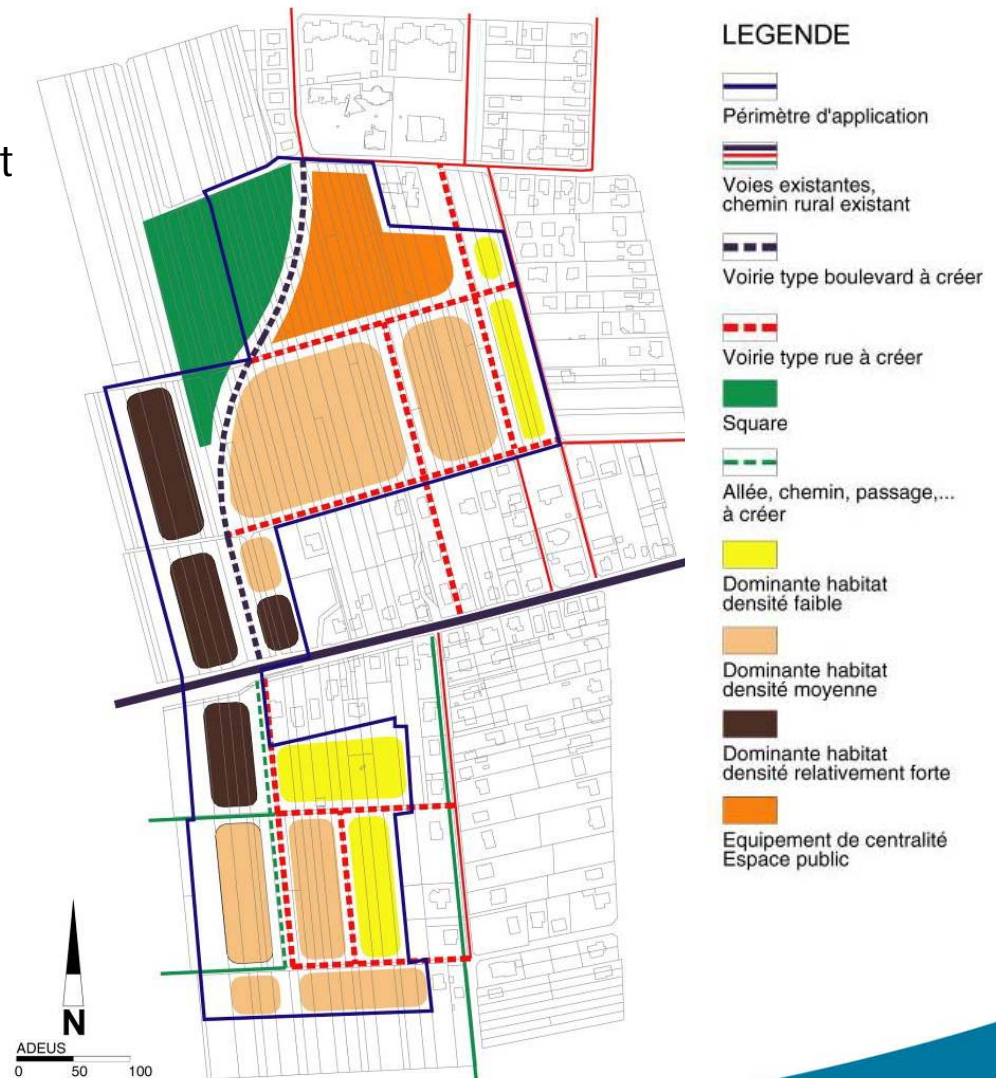 t
LEGENDE
Périmètre d'application
Voies existantes,
chemin rural existant
Voirie type boulevard à créer
Voirie type rue à créer
Square
Allée, chemin, passage,...
à créer
Dominante habitat
densité faible
Dominante habitat
densité moyenne
Dominante habitat
densité relativement forte
Equipement de centralité
Espace public
N
ADEUS
0 50 100